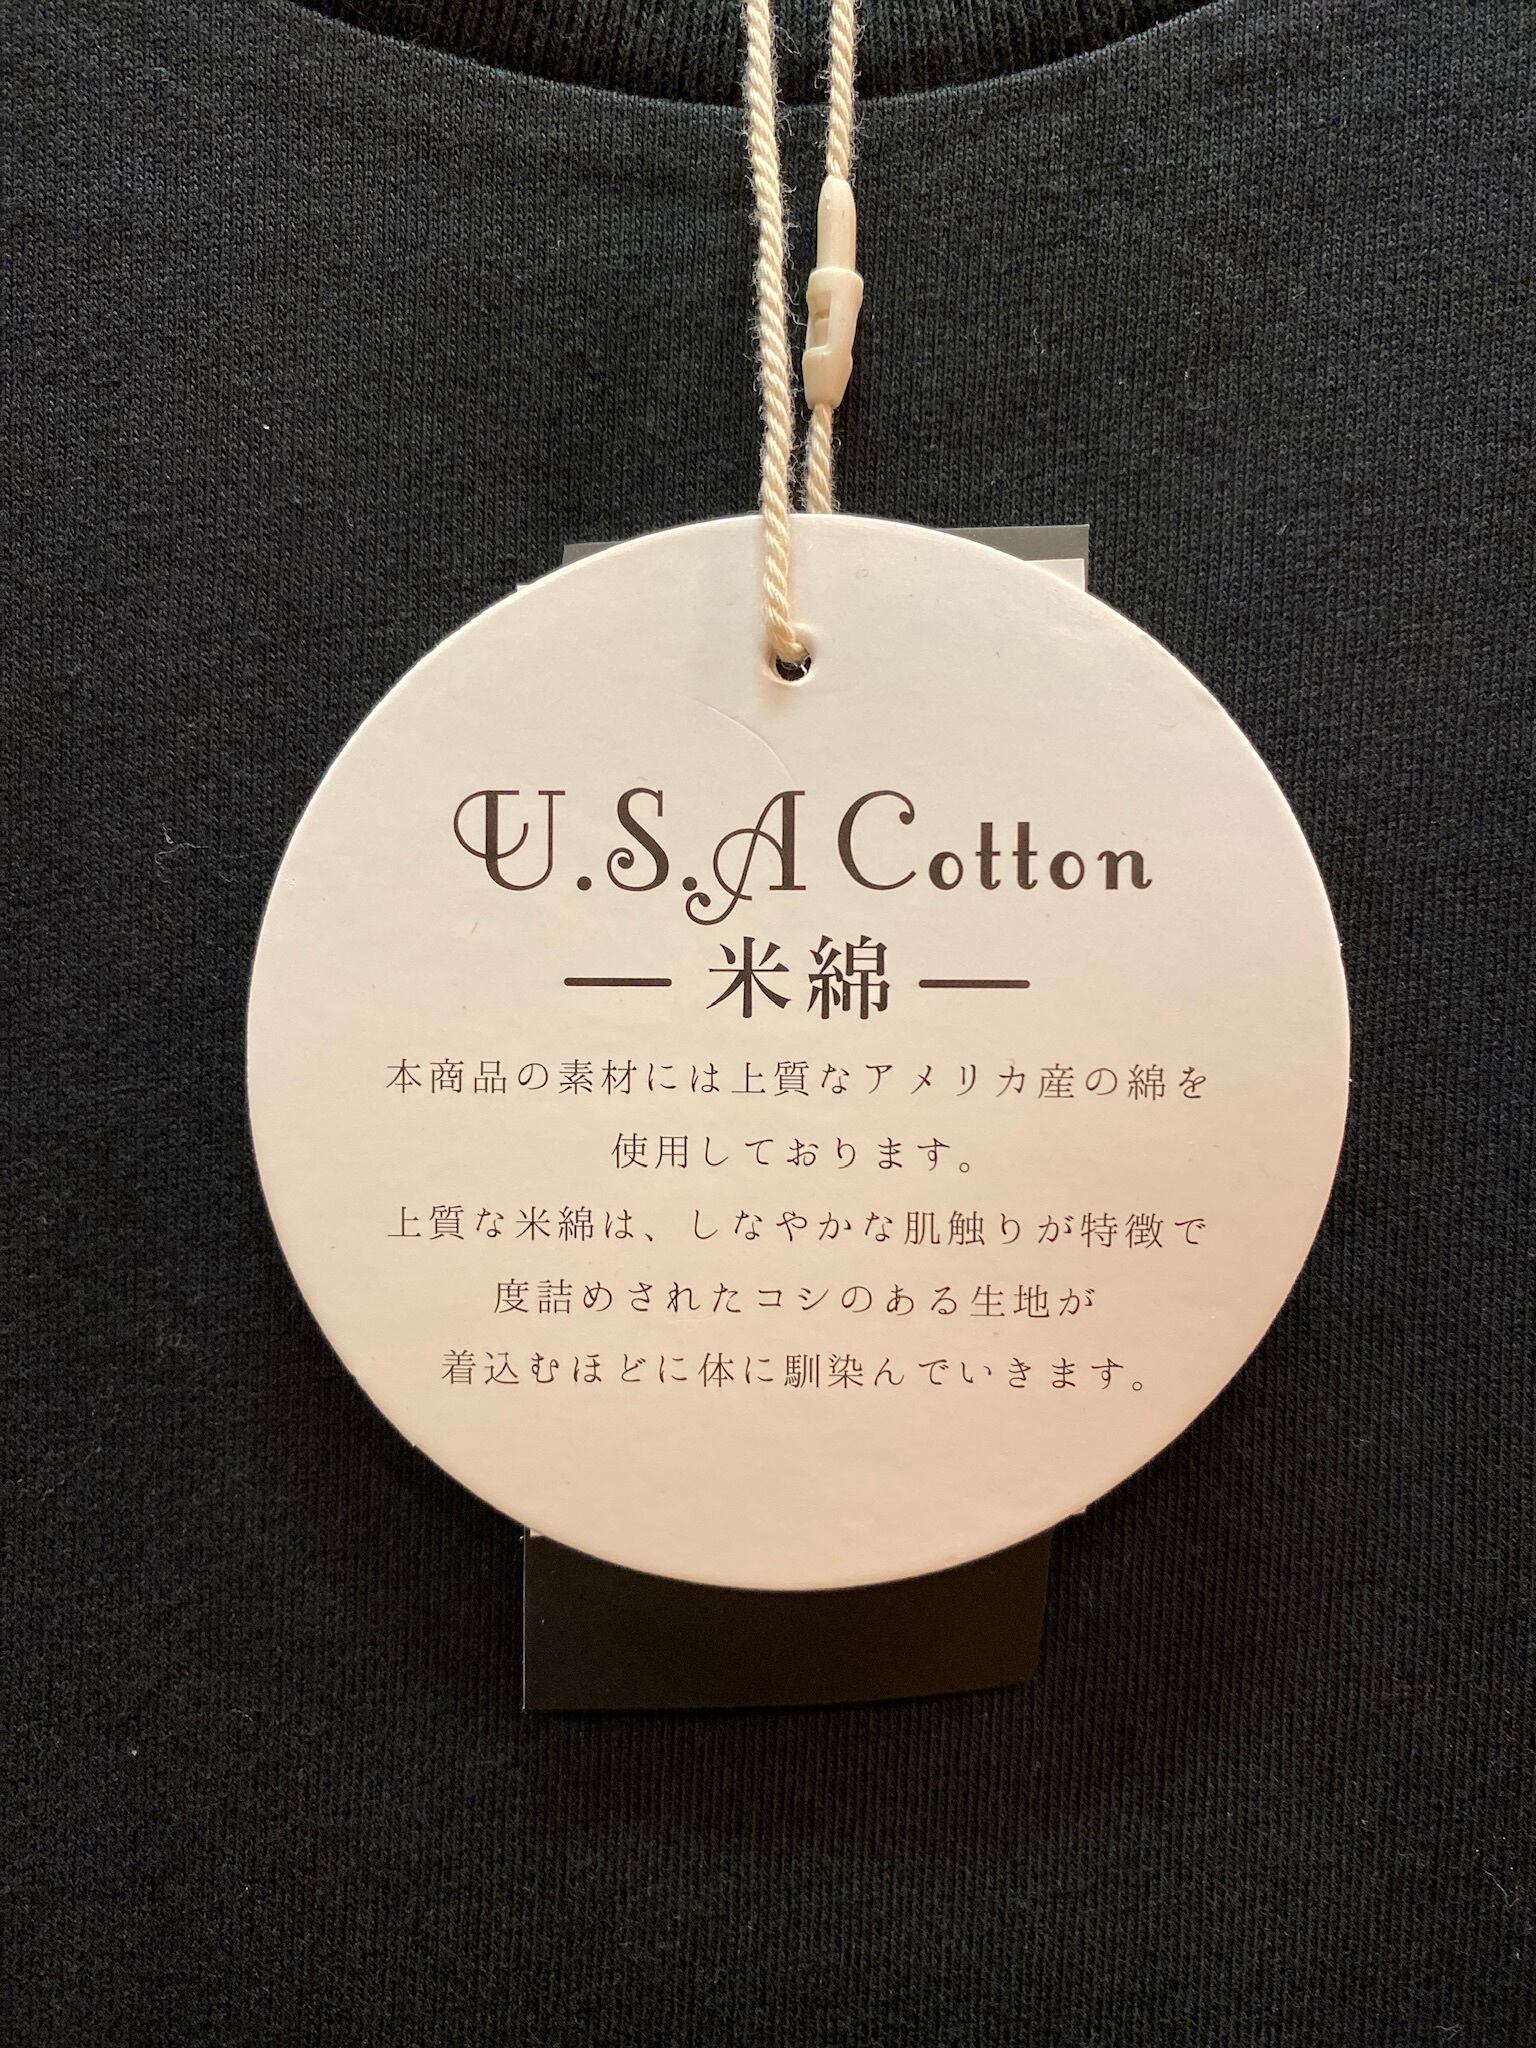 U.S.A Cotton
― 米綿 ―
本商品の素材には上質なアメリカ産の綿を
使用しております。
上質な米綿は、しなやかな肌触りが特徴で
度詰めされたコシのある生地が
着込むほどに体に馴染んでいきます。